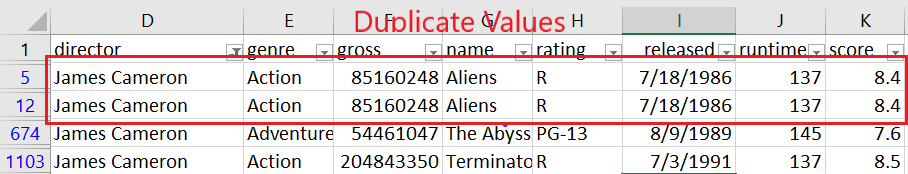 D E F G H I J K
Duplicate Values
1 director genre gross name rating released runtime score
5 James Cameron Action 85160248 Aliens R 7/18/1986 137 8.4
12 James Cameron Action 85160248 Aliens R 7/18/1986 137 8.4
674 James Cameron Adventure 54461047 The Abyss PG-13 8/9/1989 145 7.6
1103 James Cameron Action 204843350 Terminato R 7/3/1991 137 8.5